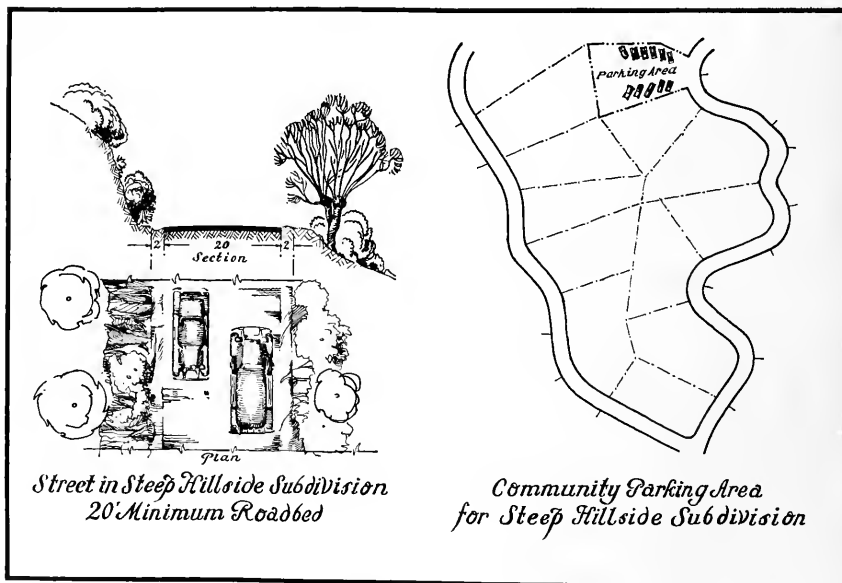 2
20
2
Section
Plan
Street in Steep Hillside Subdivision
20' Minimum Roadbed
Parking Area
Community Parking Area
for Steep Hillside Subdivision